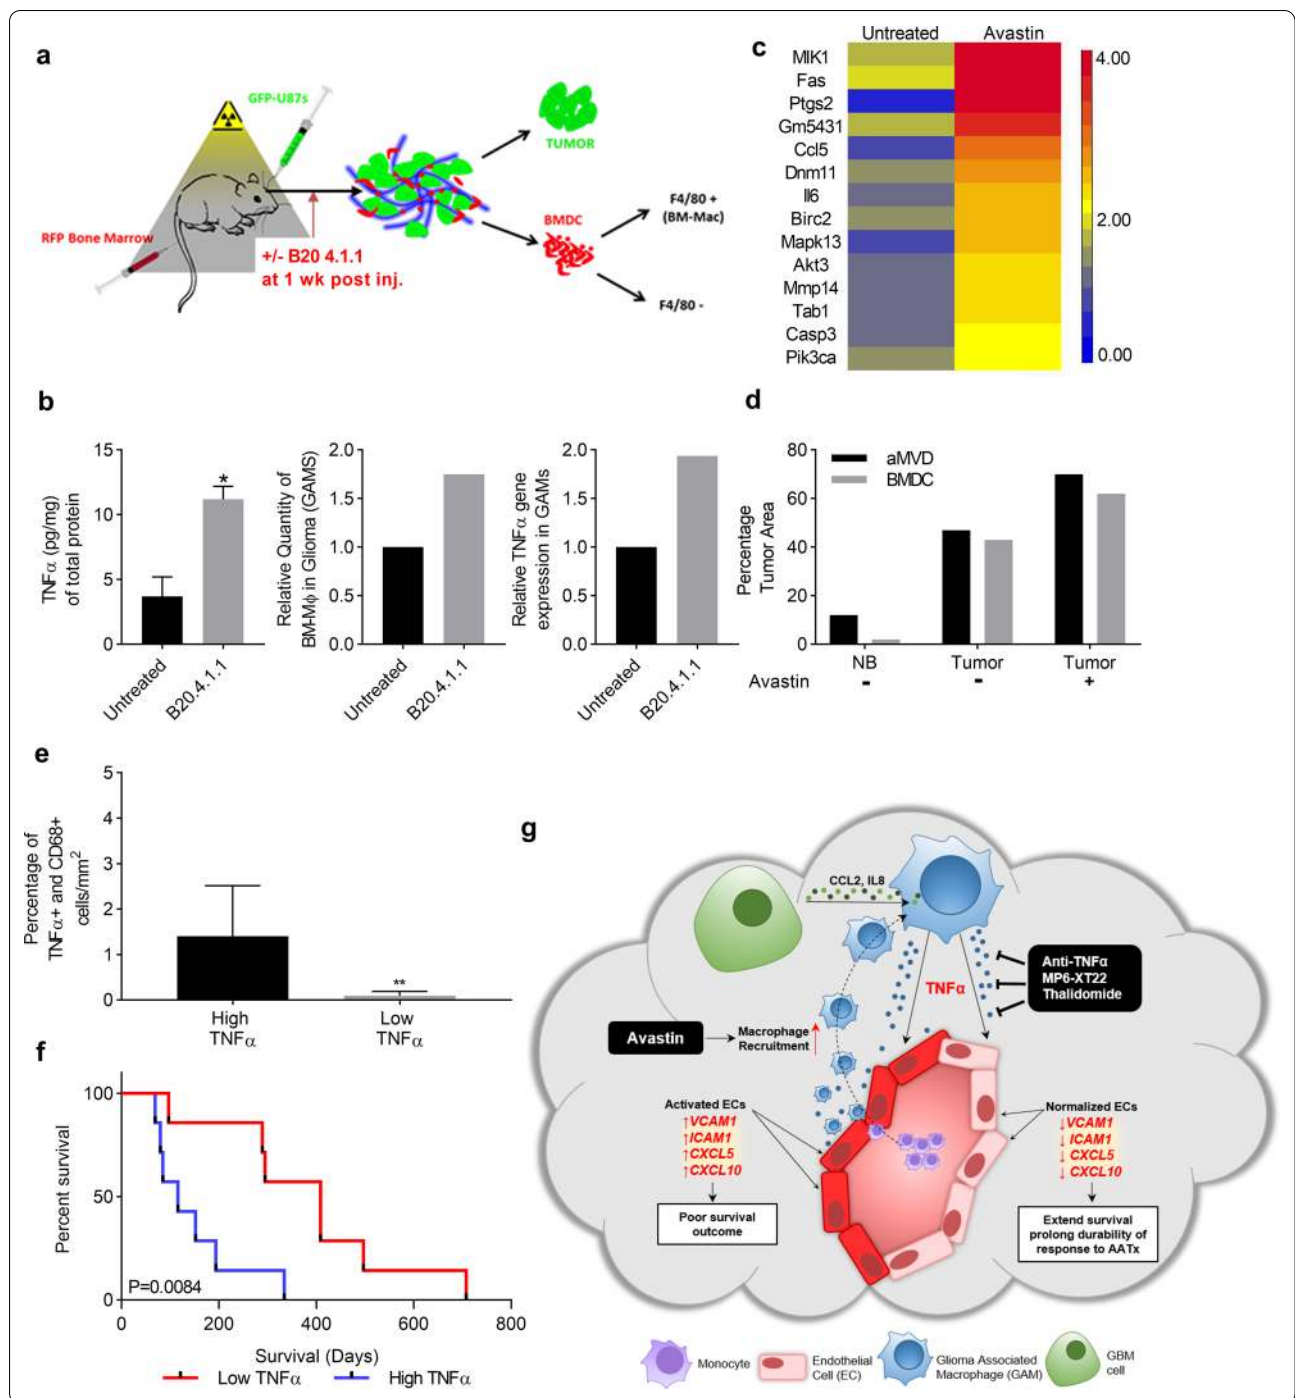 a
GFP-U87s
TUMOR
RFP Bone Marrow
+/- B20 4.1.1
at 1 wk post inj.
BMDC
F4/80 +
(BM-Mac)
F4/80 -
c
Untreated Avastin
MlK1
Fas
Ptgs2
Gm5431
Ccl5
Dnm11
Il6
Birc2
Mapk13
Akt3
Mmp14
Tab1
Casp3
Pik3ca
4.00
2.00
0.00
b
TNFα (pg/mg)
of total protein
15
10
5
0
Untreated
B20.4.1.1
Relative Quantity of
BM-Mϕ in Glioma (GAMS)
2.0
1.5
1.0
0.5
0.0
Untreated
B20.4.1.1
Relative TNFα gene
expression in GAMs
2.0
1.5
1.0
0.5
0.0
Untreated
B20.4.1.1
d
Percentage
Tumor Area
80
60
40
20
0
aMVD
BMDC
NB Tumor Tumor
Avastin - - +
e
Percentage of
TNFα+ and CD68+
cells/mm2
5
4
3
2
1
0
*
**
High
TNFα
Low
TNFα
f
Percent survival
100
50
0
P=0.0084
0 200 400 600 800
Survival (Days)
Low TNFα High TNFα
g
CCL2, IL8
TNFα
Anti-TNFα
MP6-XT22
Thalidomide
Avastin
Macrophage
Recruitment
Activated ECs
↑VCAM1
↑ICAM1
↑CXCL5
↑CXCL10
Poor survival
outcome
Normalized ECs
↓VCAM1
↓ICAM1
↓CXCL5
↓CXCL10
Extend survival
prolong durability of
response to AATx
Monocyte
Endothelial
Cell (EC)
Glioma Associated
Macrophage (GAM)
GBM
cell